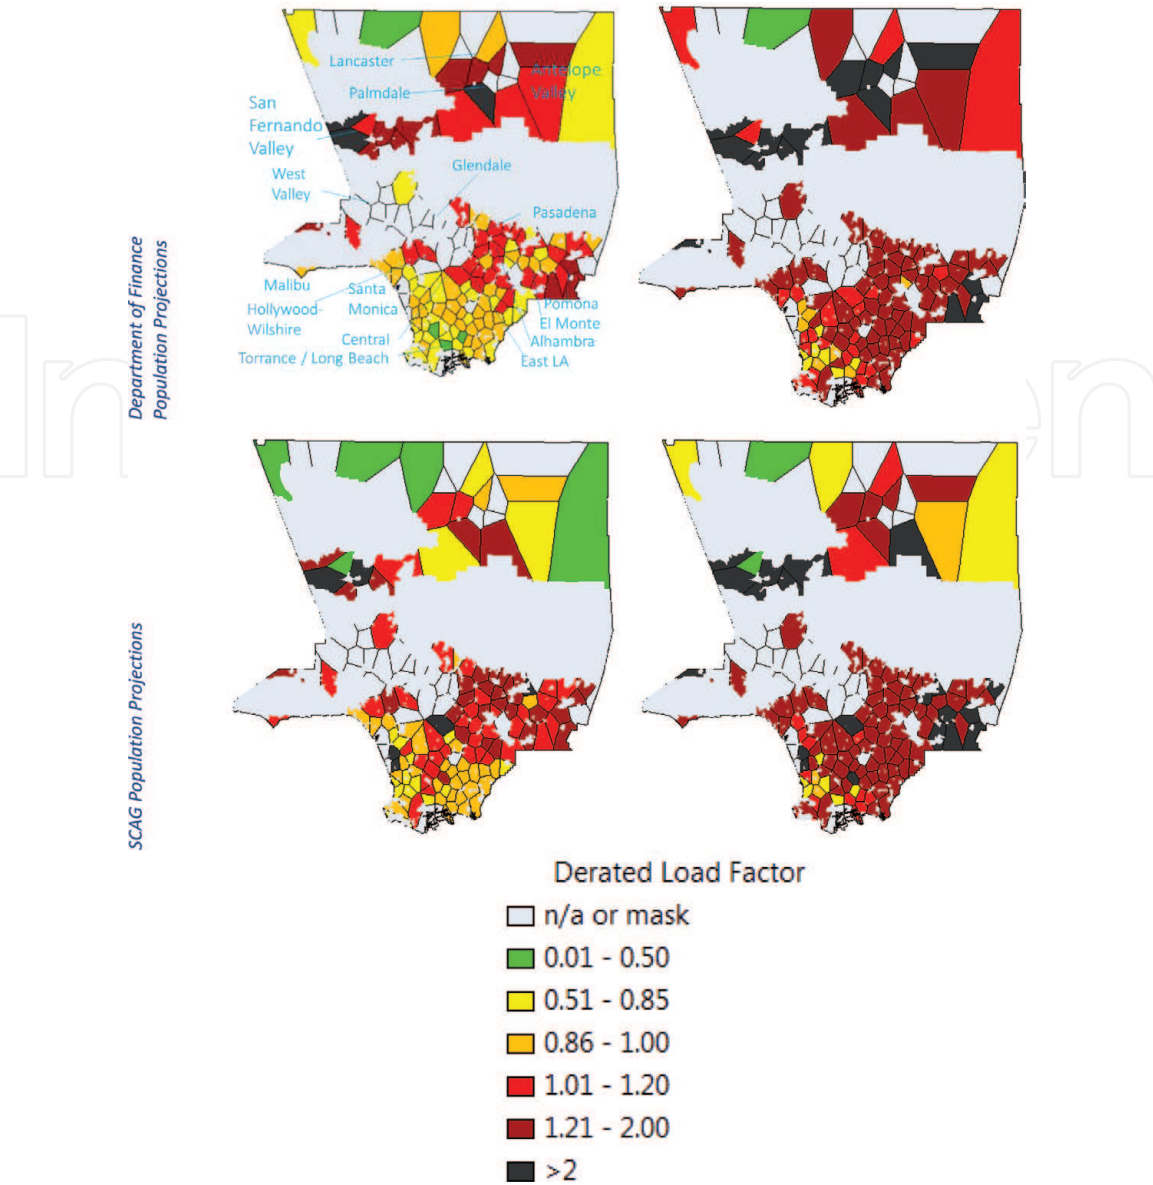 Lancaster
Antelope
Valley
Palmdale
San
Fernando
Valley
West
Valley
Glendale
Pasadena
Malibu
Santa
Monica
Hollywood-
Wilshire
Pomona
El Monte
Central
Alhambra
Torrance / Long Beach
East LA
Department of Finance
Population Projections
SCAG Population Projections
Derated Load Factor
n/a or mask
0.01 - 0.50
0.51 - 0.85
0.86 - 1.00
1.01 - 1.20
1.21 - 2.00
>2